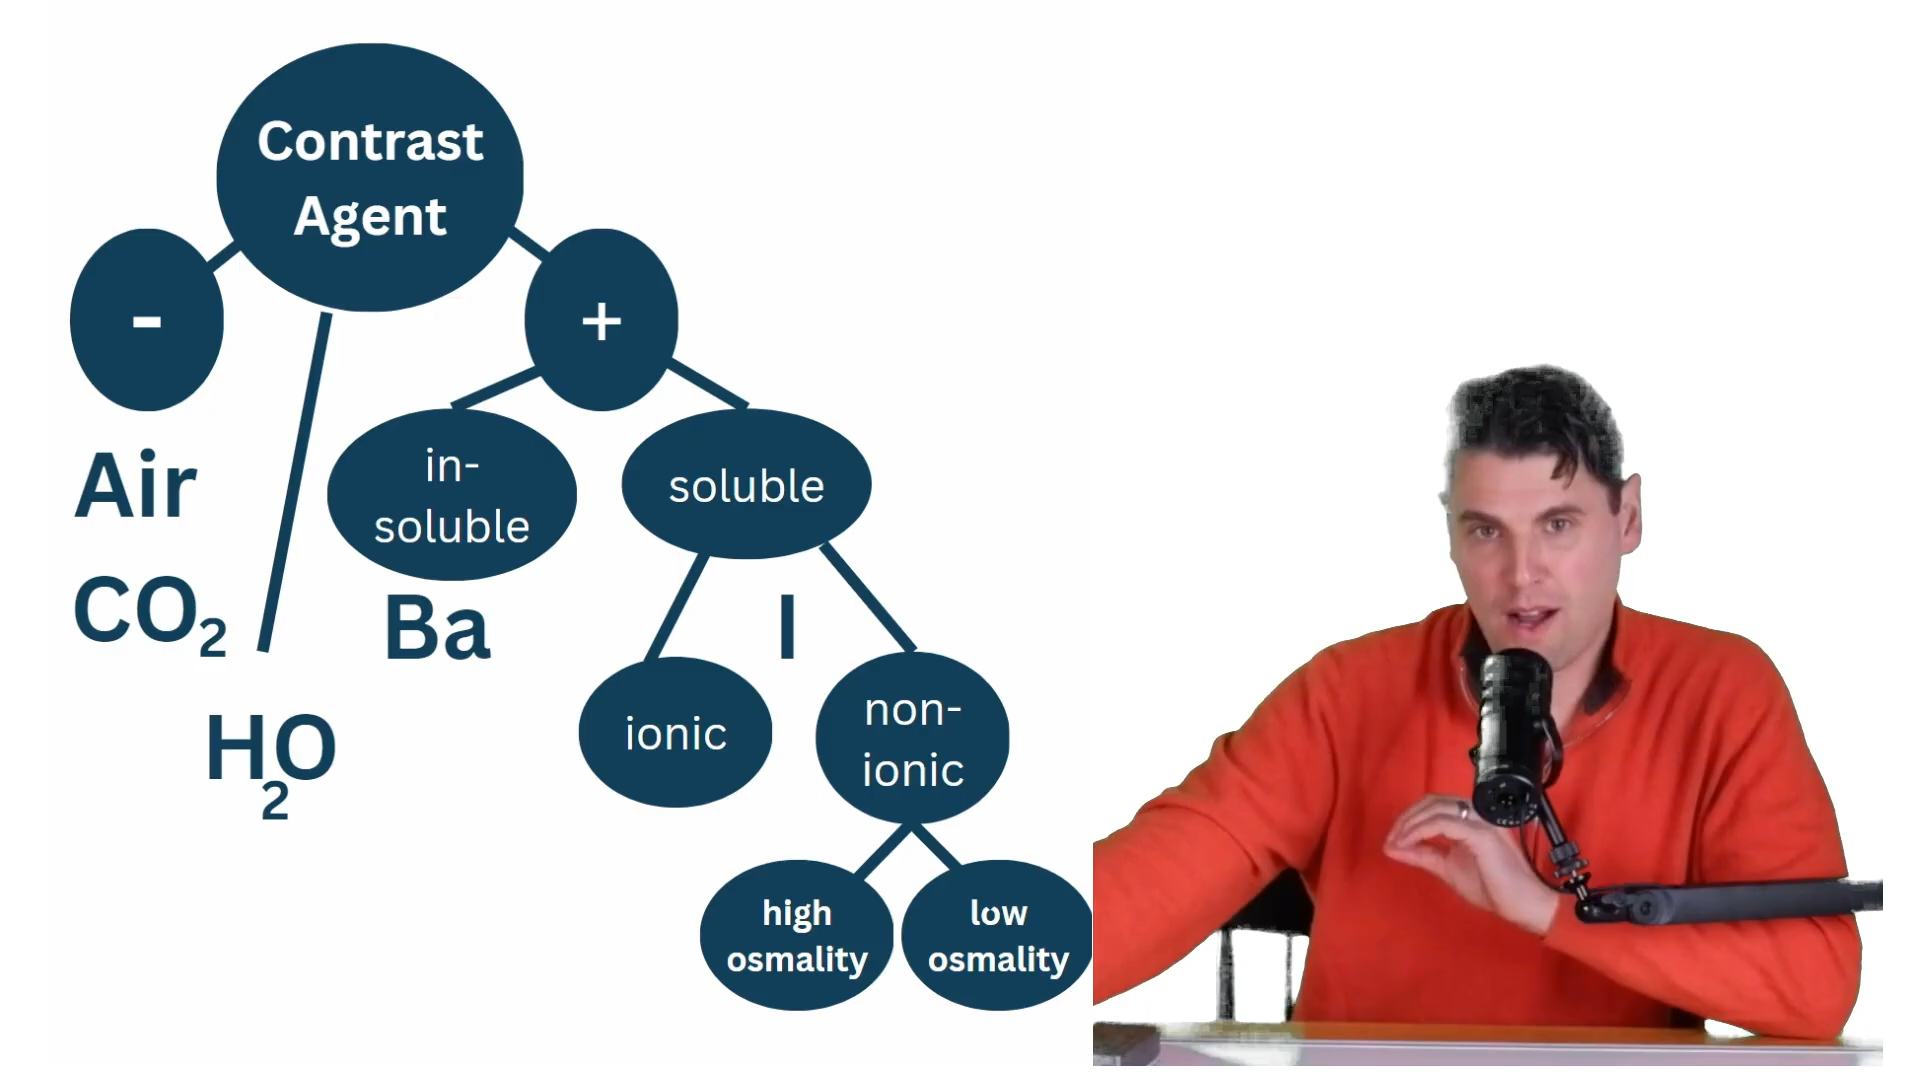 Contrast
Agent
-
+
Air
CO₂
H₂O
in-
soluble
Ba
soluble
I
ionic
non-
ionic
high
osmality
low
osmality